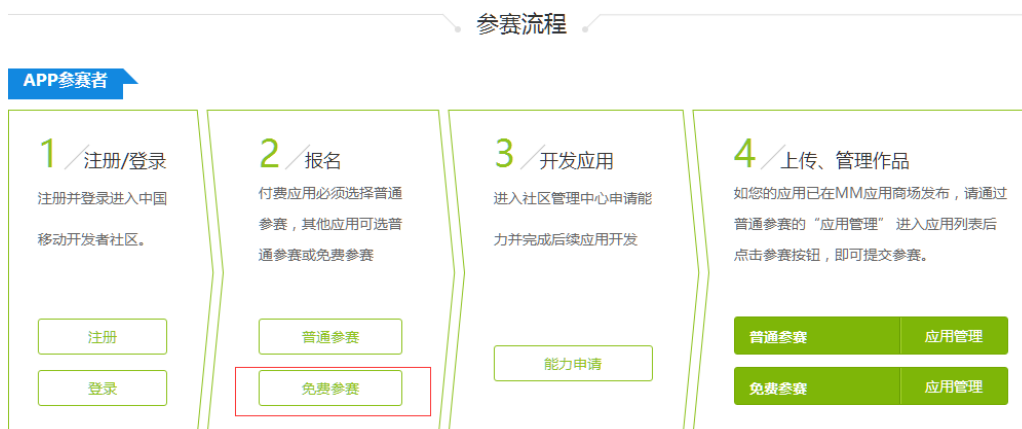 参赛流程
APP参赛者
1 注册/登录
注册并登录进入中国
移动开发者社区。
注册
登录
2 报名
付费应用必须选择普通
参赛，其他应用可选普
通参赛或免费参赛
普通参赛
免费参赛
3 开发应用
进入社区管理中心申请能
力并完成后续应用开发
能力申请
4 上传、管理作品
如您的应用已在MM应用商场发布，请通过
普通参赛的“应用管理” 进入应用列表后
点击参赛按钮，即可提交参赛。
普通参赛 应用管理
免费参赛 应用管理